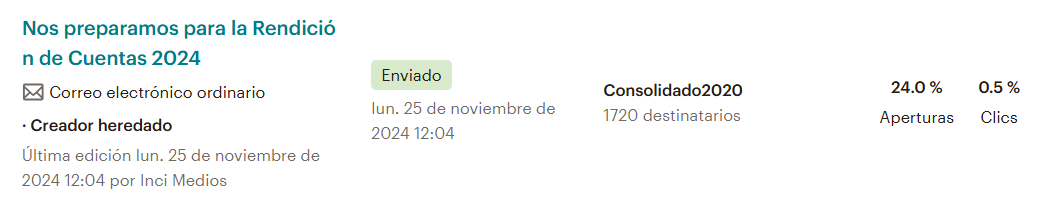 Nos preparamos para la Rendició
n de Cuentas 2024
Correo electrónico ordinario
· Creador heredado
Última edición lun. 25 de noviembre de
2024 12:04 por Inci Medios
Enviado
lun. 25 de noviembre de
2024 12:04
Consolidado2020
1720 destinatarios
24.0 %
Aperturas
0.5 %
Clics